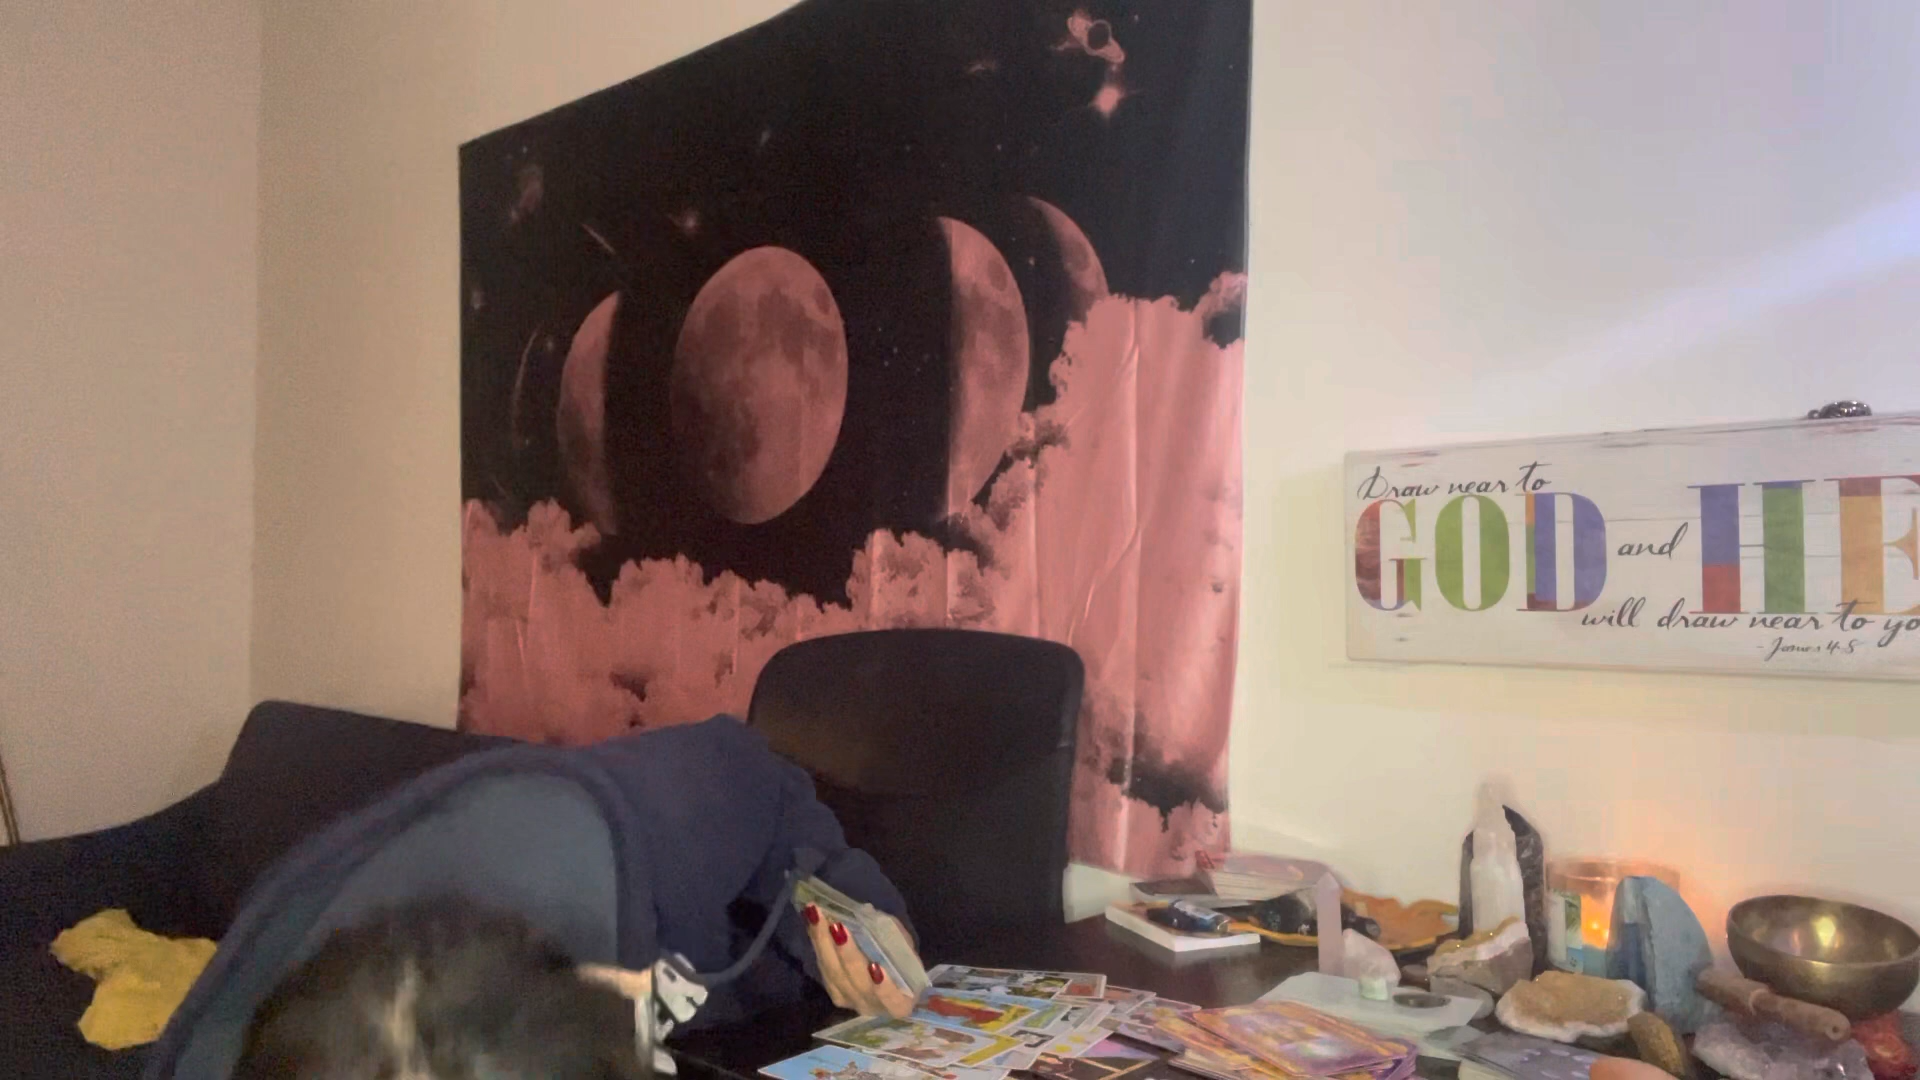 Draw near to
GOD and HE
will draw near to yo
- James 4:8